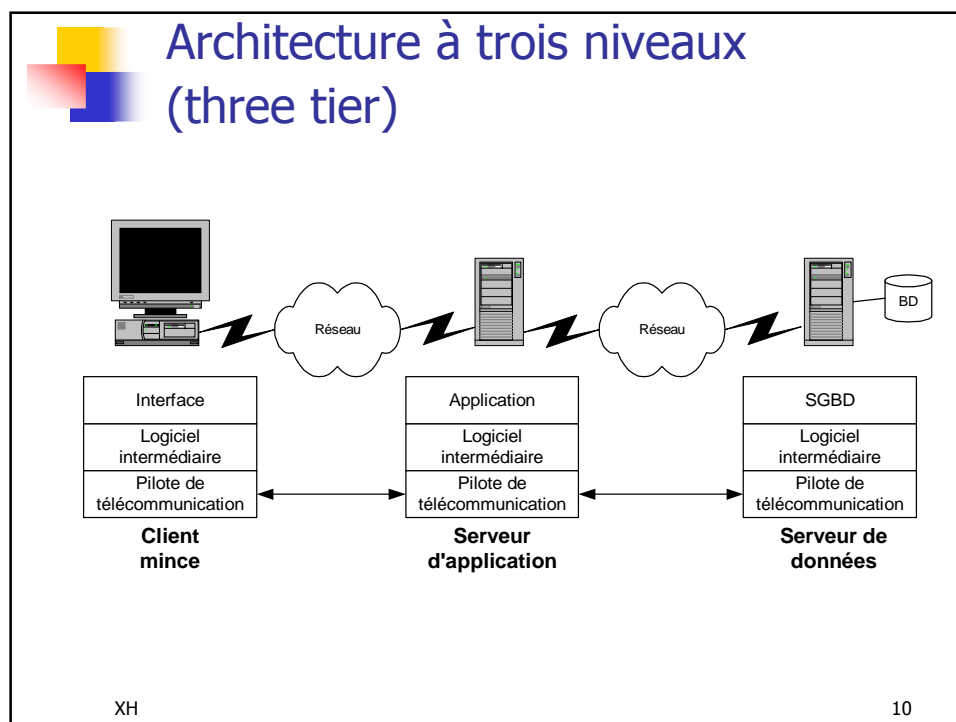 Architecture à trois niveaux
(three tier)
Réseau
Réseau
BD
Interface
Logiciel
intermédiaire
Pilote de
télécommunication
Client
mince
Application
Logiciel
intermédiaire
Pilote de
télécommunication
Serveur
d'application
SGBD
Logiciel
intermédiaire
Pilote de
télécommunication
Serveur de
données
XH
10